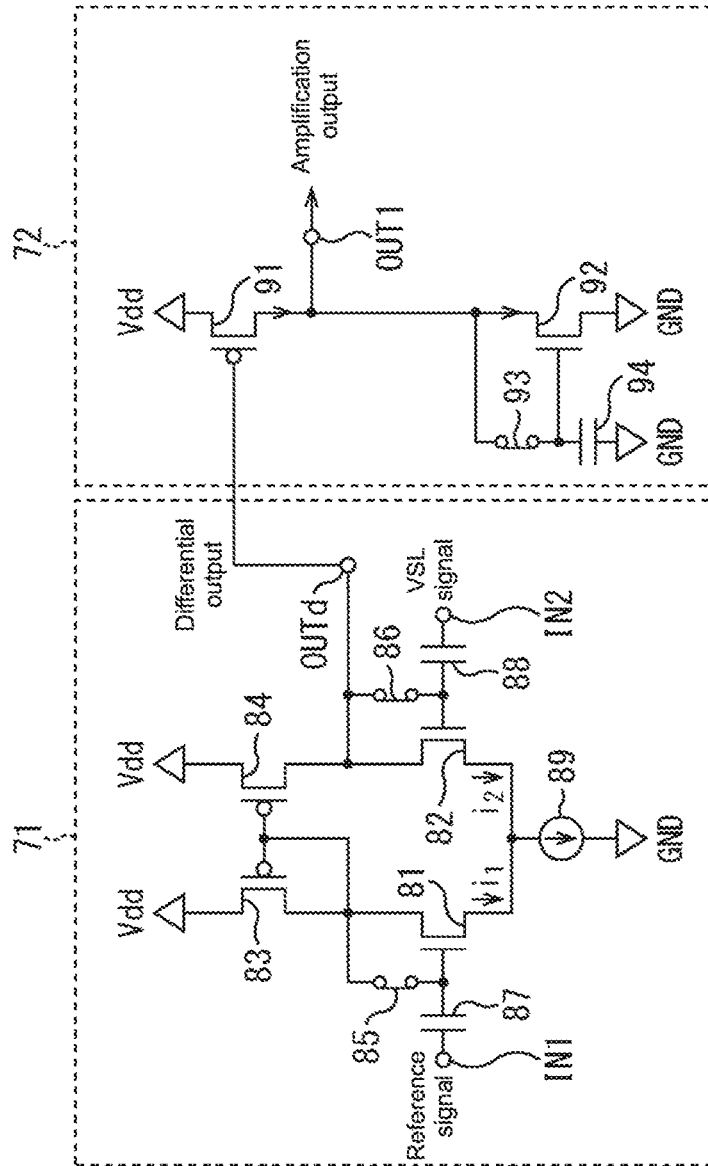 71
72
Vdd
Vdd
Vdd
83
84
Differential
output
OUTd
91
Amplification
output
OUT1
85
86
VSL
signal
Reference
signal
IN1
87
81
i1
i2
82
88
IN2
89
GND
93
94
92
GND
GND